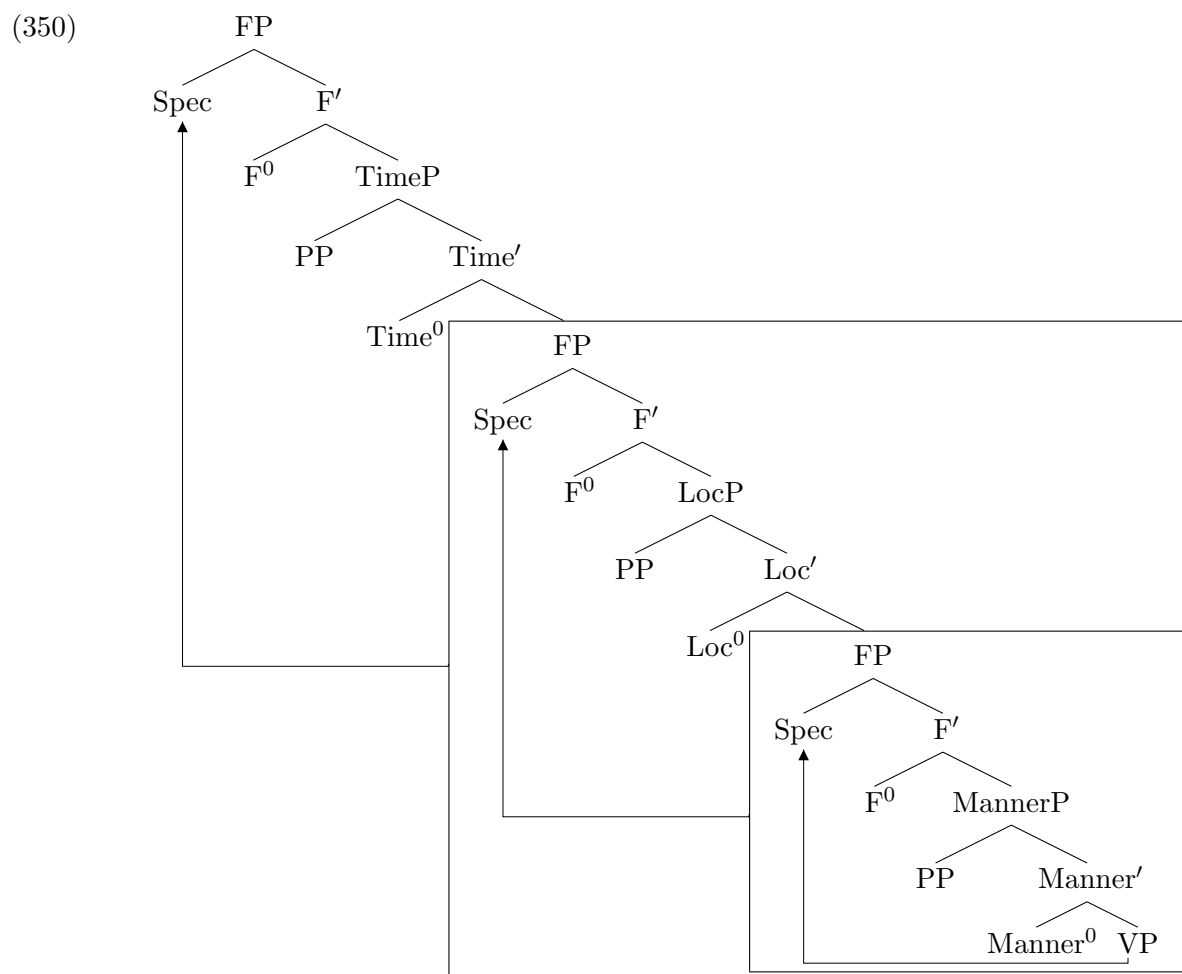 (350) FP
Spec F′
F⁰ TimeP
PP Time′
Time⁰ FP
Spec F′
F⁰ LocP
PP Loc′
Loc⁰ FP
Spec F′
F⁰ MannerP
PP Manner′
Manner⁰ VP